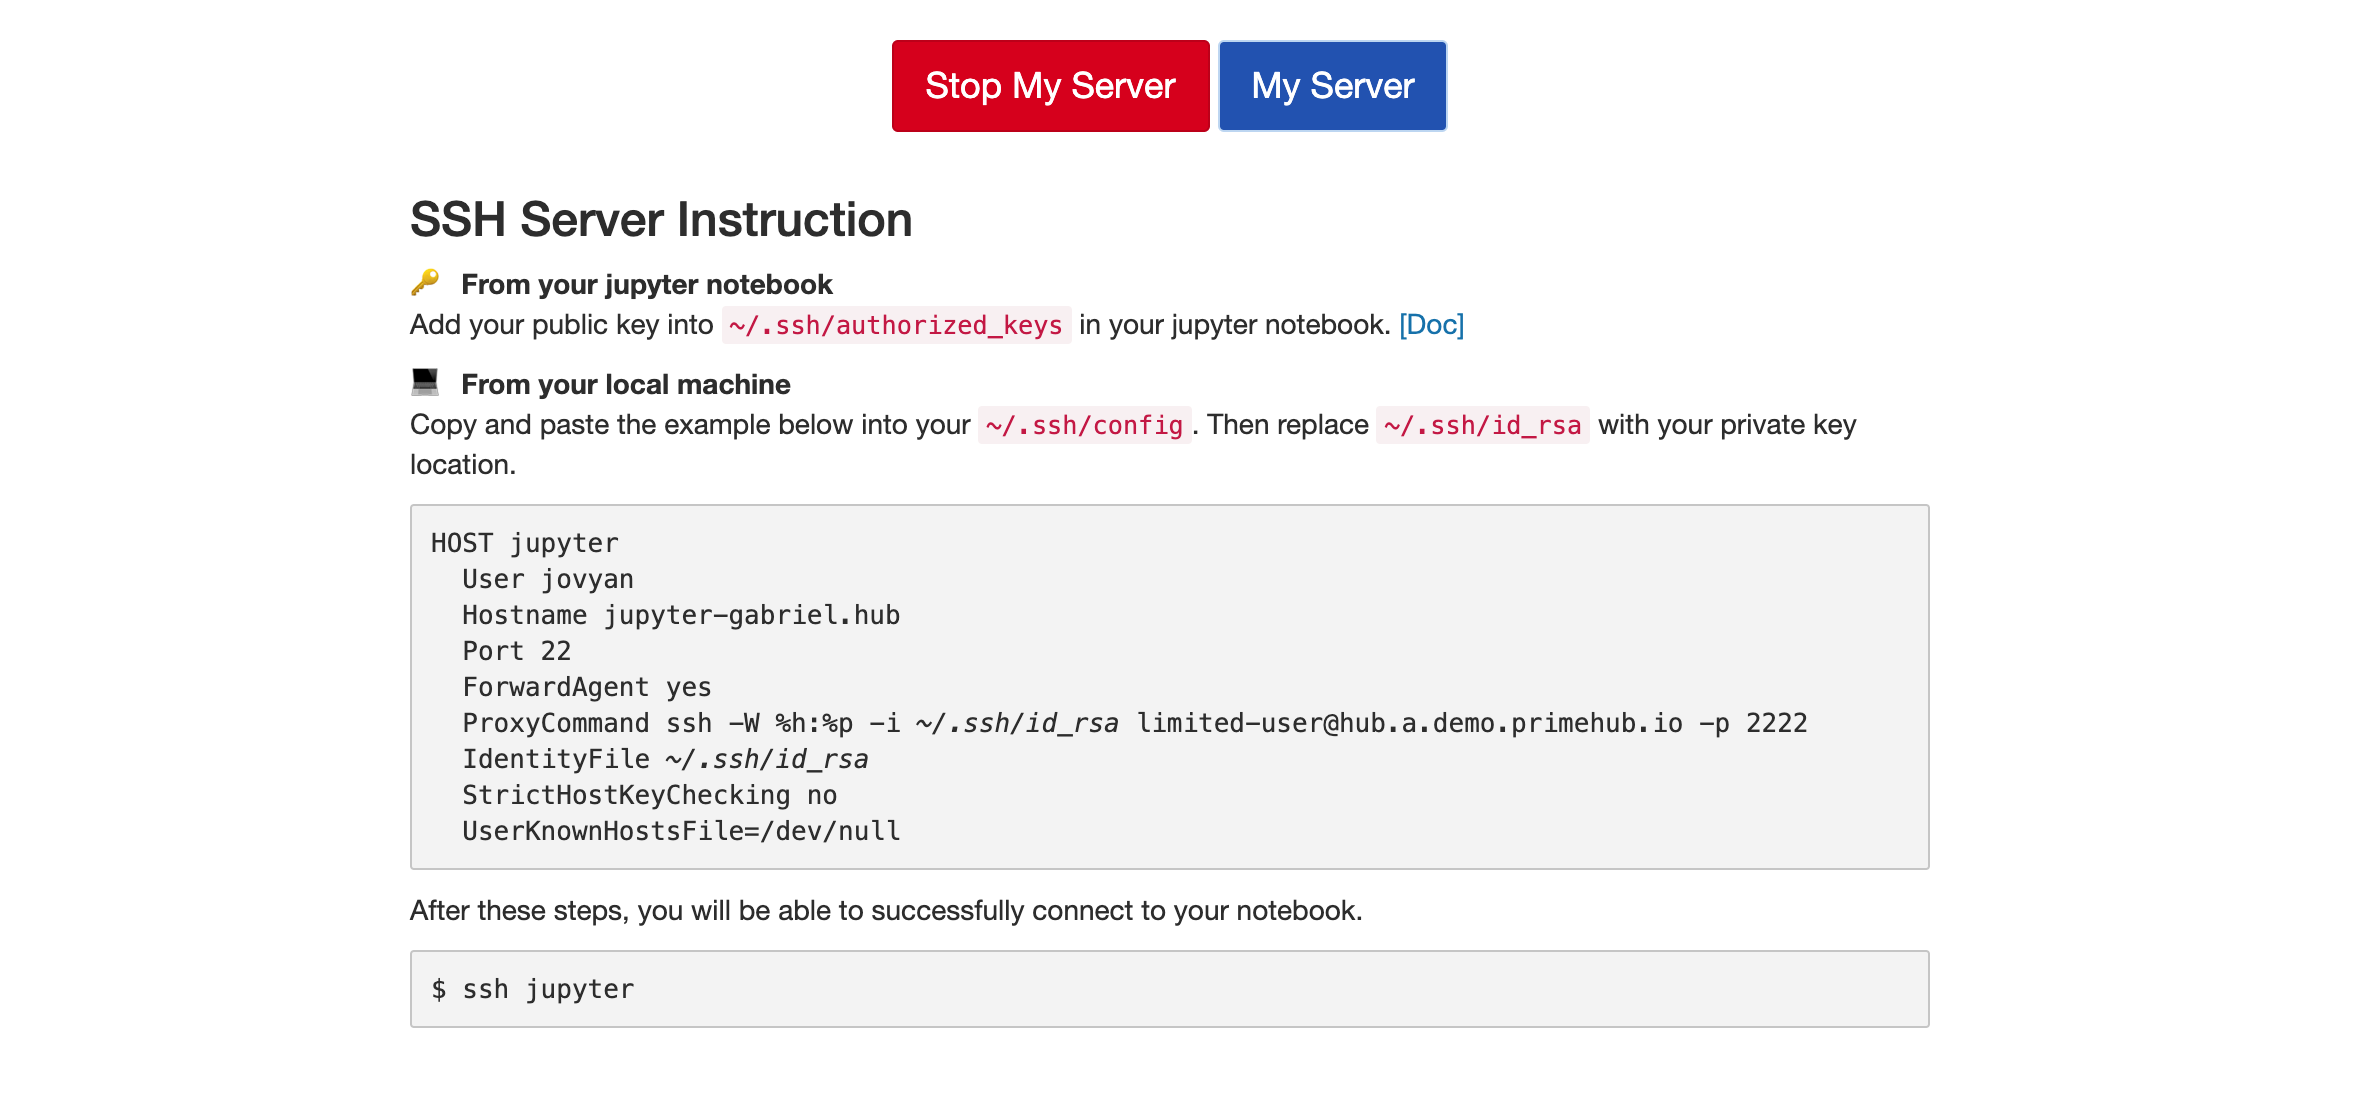 Stop My Server
My Server
SSH Server Instruction
🔑 From your jupyter notebook
Add your public key into ~/.ssh/authorized_keys in your jupyter notebook. [Doc]
💻 From your local machine
Copy and paste the example below into your ~/.ssh/config. Then replace ~/.ssh/id_rsa with your private key
location.
HOST jupyter
  User jovyan
  Hostname jupyter-gabriel.hub
  Port 22
  ForwardAgent yes
  ProxyCommand ssh -W %h:%p -i ~/.ssh/id_rsa limited-user@hub.a.demo.primehub.io -p 2222
  IdentityFile ~/.ssh/id_rsa
  StrictHostKeyChecking no
  UserKnownHostsFile=/dev/null
After these steps, you will be able to successfully connect to your notebook.
$ ssh jupyter